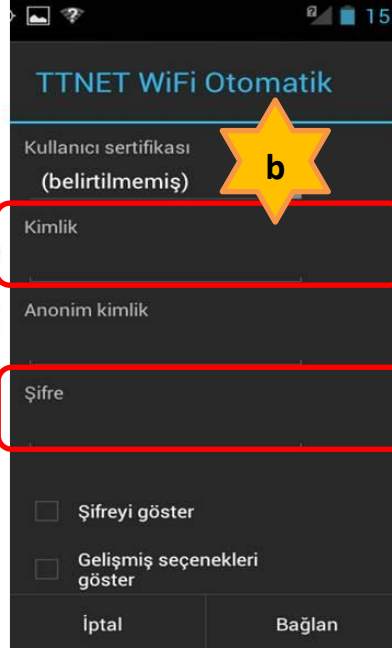 15
TTNET WiFi Otomatik
Kullanıcı sertifikası
(belirtilmemiş)
b
Kimlik
Anonim kimlik
Şifre
Şifreyi göster
Gelişmiş seçenekleri
göster
İptal
Bağlan